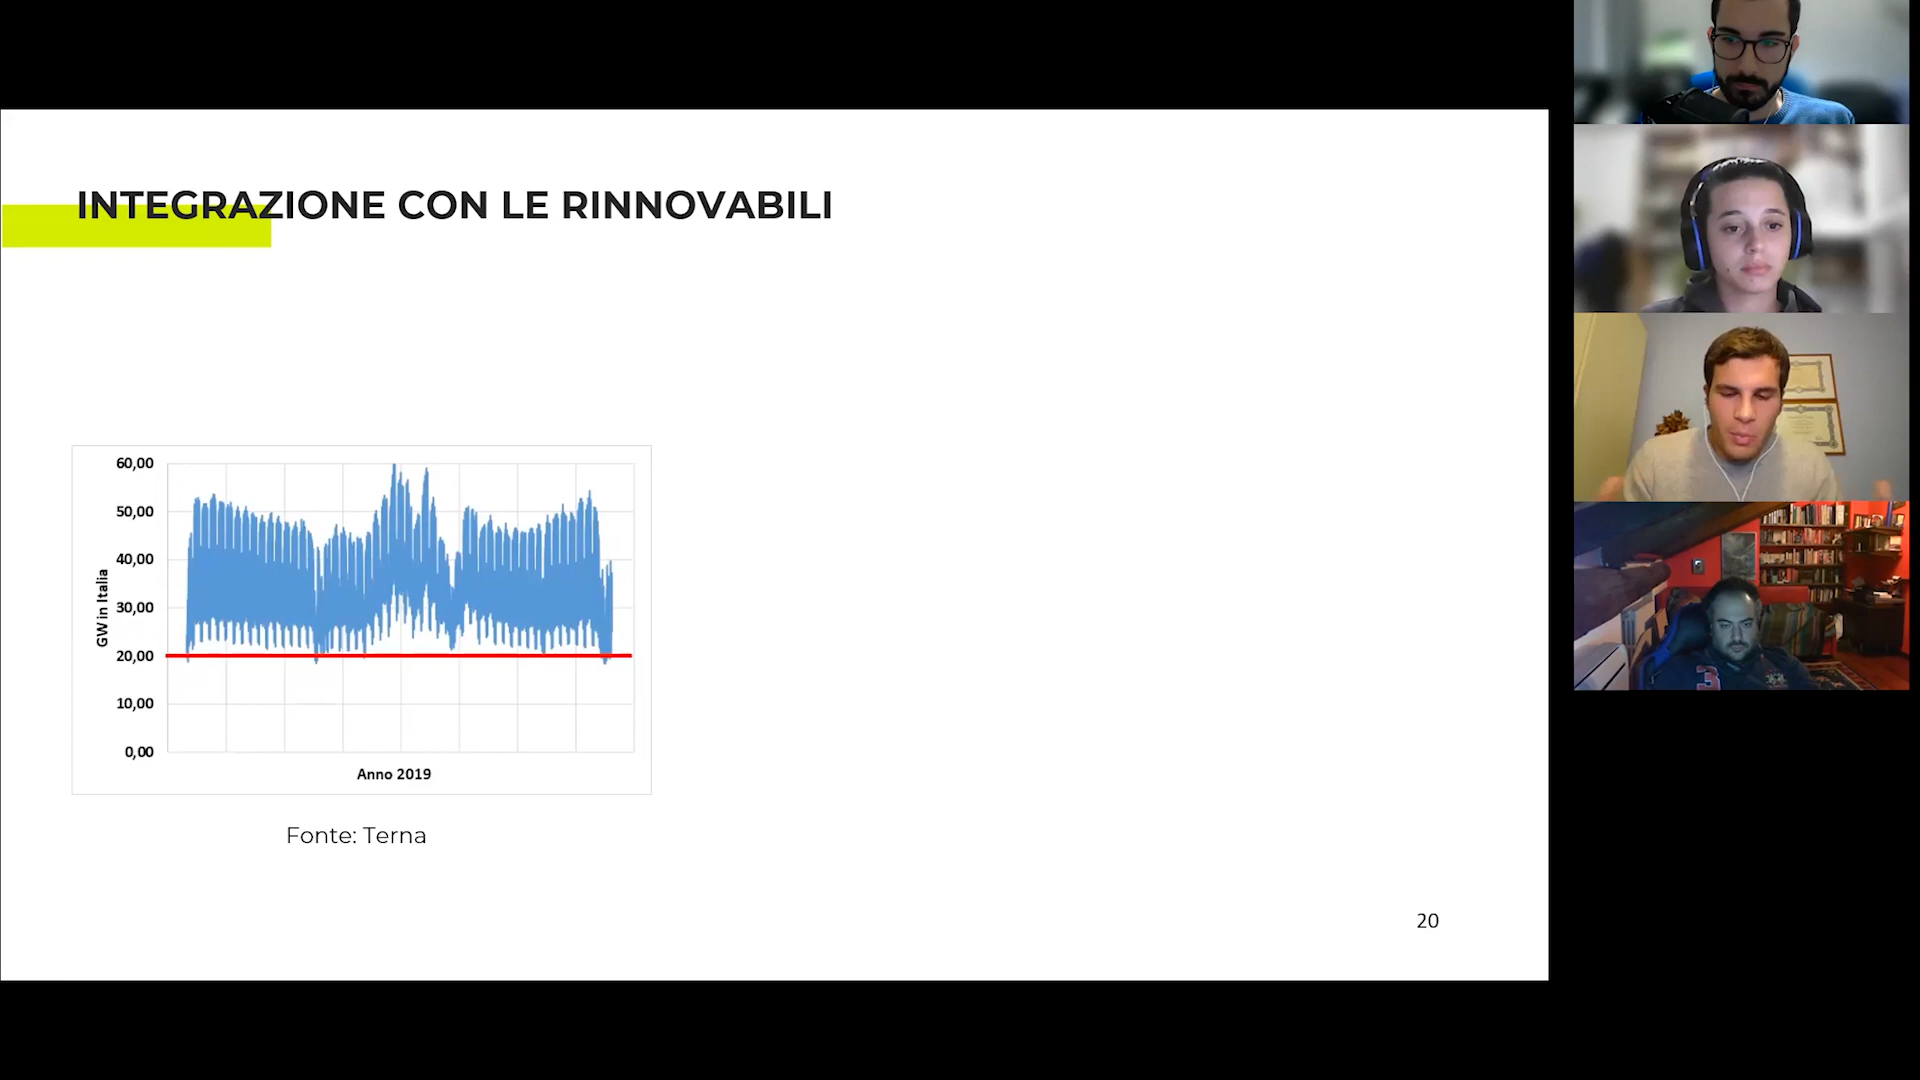 INTEGRAZIONE CON LE RINNOVABILI
60,00
50,00
40,00
30,00
20,00
10,00
0,00
GW in Italia
Anno 2019
Fonte: Terna
20
3